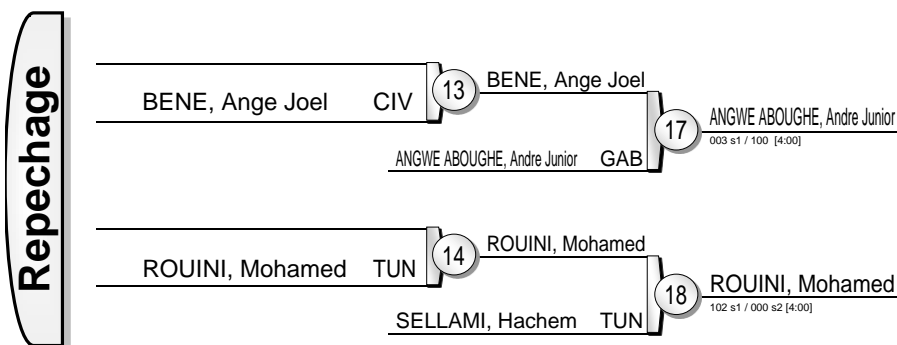 Repechage
BENE, Ange Joel CIV
13
BENE, Ange Joel
ANGWE ABOUGHE, Andre Junior GAB
17
ANGWE ABOUGHE, Andre Junior
003 s1 / 100 [4:00]
ROUINI, Mohamed TUN
14
ROUINI, Mohamed
SELLAMI, Hachem TUN
18
ROUINI, Mohamed
102 s1 / 000 s2 [4:00]